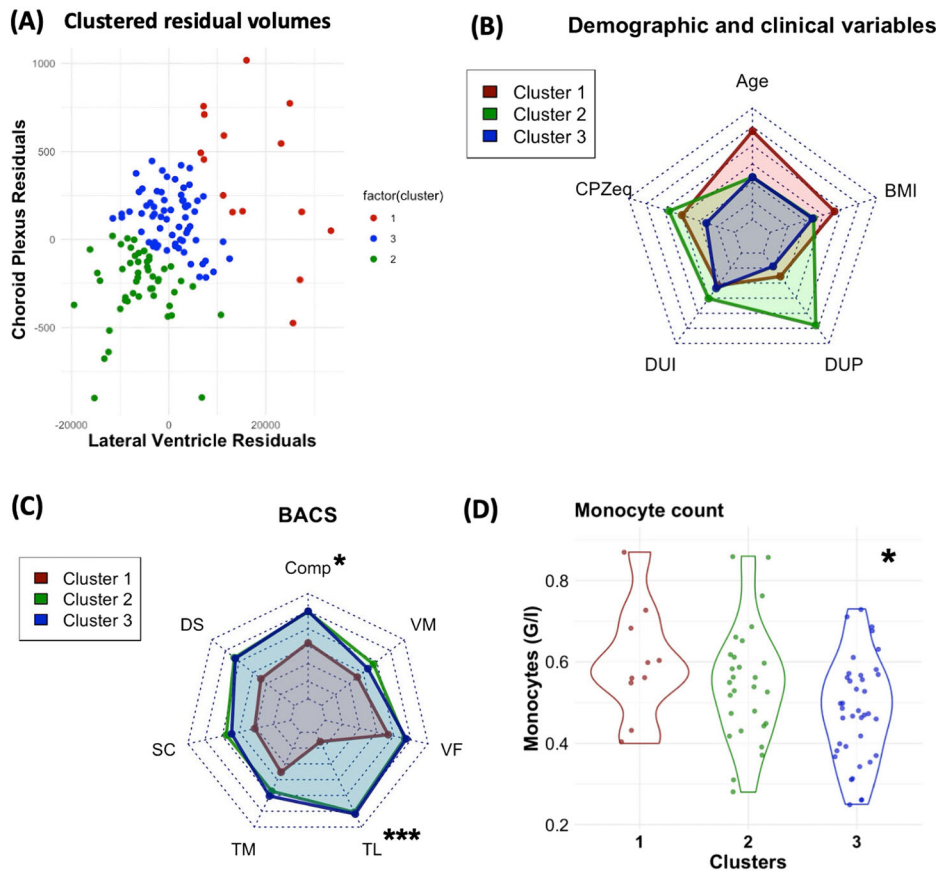 (A) Clustered residual volumes
Choroid Plexus Residuals
1000
500
0
-500
-20000 0 20000
Lateral Ventricle Residuals
factor(cluster)
1
3
2
(B) Demographic and clinical variables
Cluster 1
Cluster 2
Cluster 3
Age
CPZeq
BMI
DUI
DUP
(C)
BACS
Cluster 1
Cluster 2
Cluster 3
Comp *
DS
VM
SC
VF
TM
TL ***
(D) Monocyte count
*
Monocytes (G/l)
0.8
0.6
0.4
0.2
1 2 3
Clusters